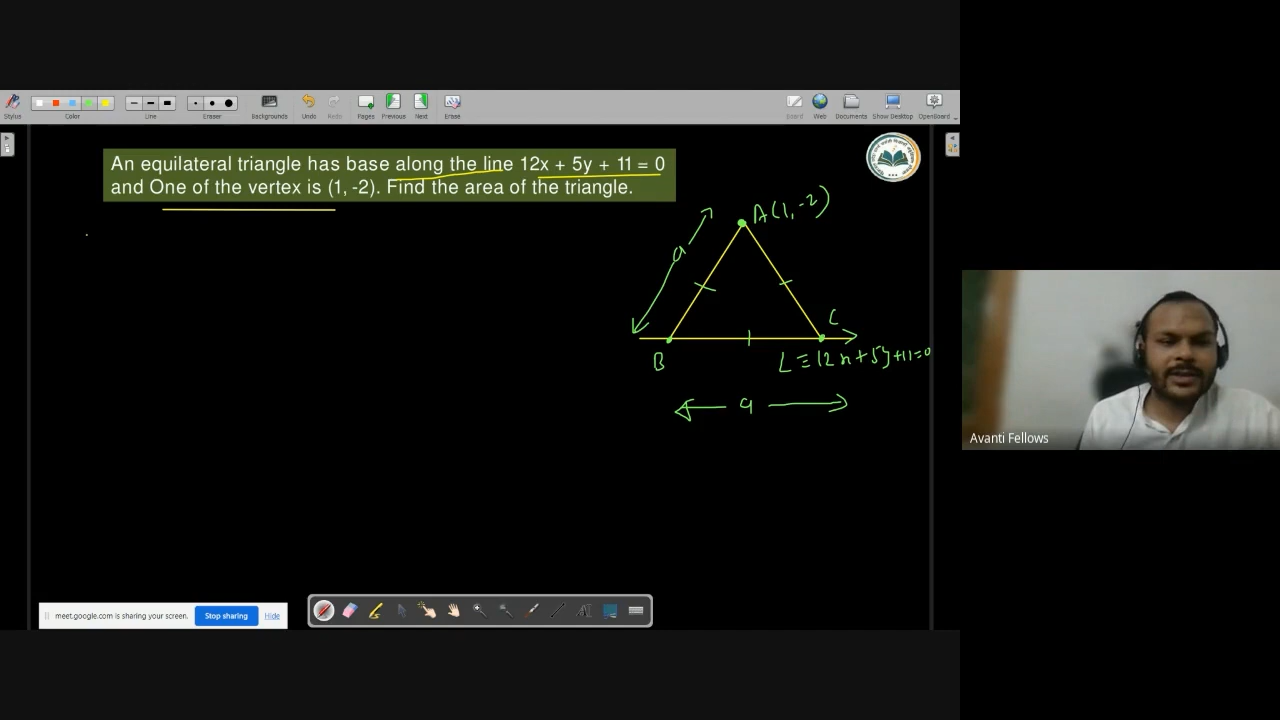 Stylus
Color
Line
Eraser
Backgrounds
Undo
Redo
Pages
Previous
Next
Erase
Board
Web
Documents
Show Desktop
OpenBoard
An equilateral triangle has base along the line 12x + 5y + 11 = 0
and One of the vertex is (1, -2). Find the area of the triangle.
A(1,-2)
a
B
C
L ≡ 12x+5y+11=0
a
Avanti Fellows
meet.google.com is sharing your screen.
Stop sharing
Hide